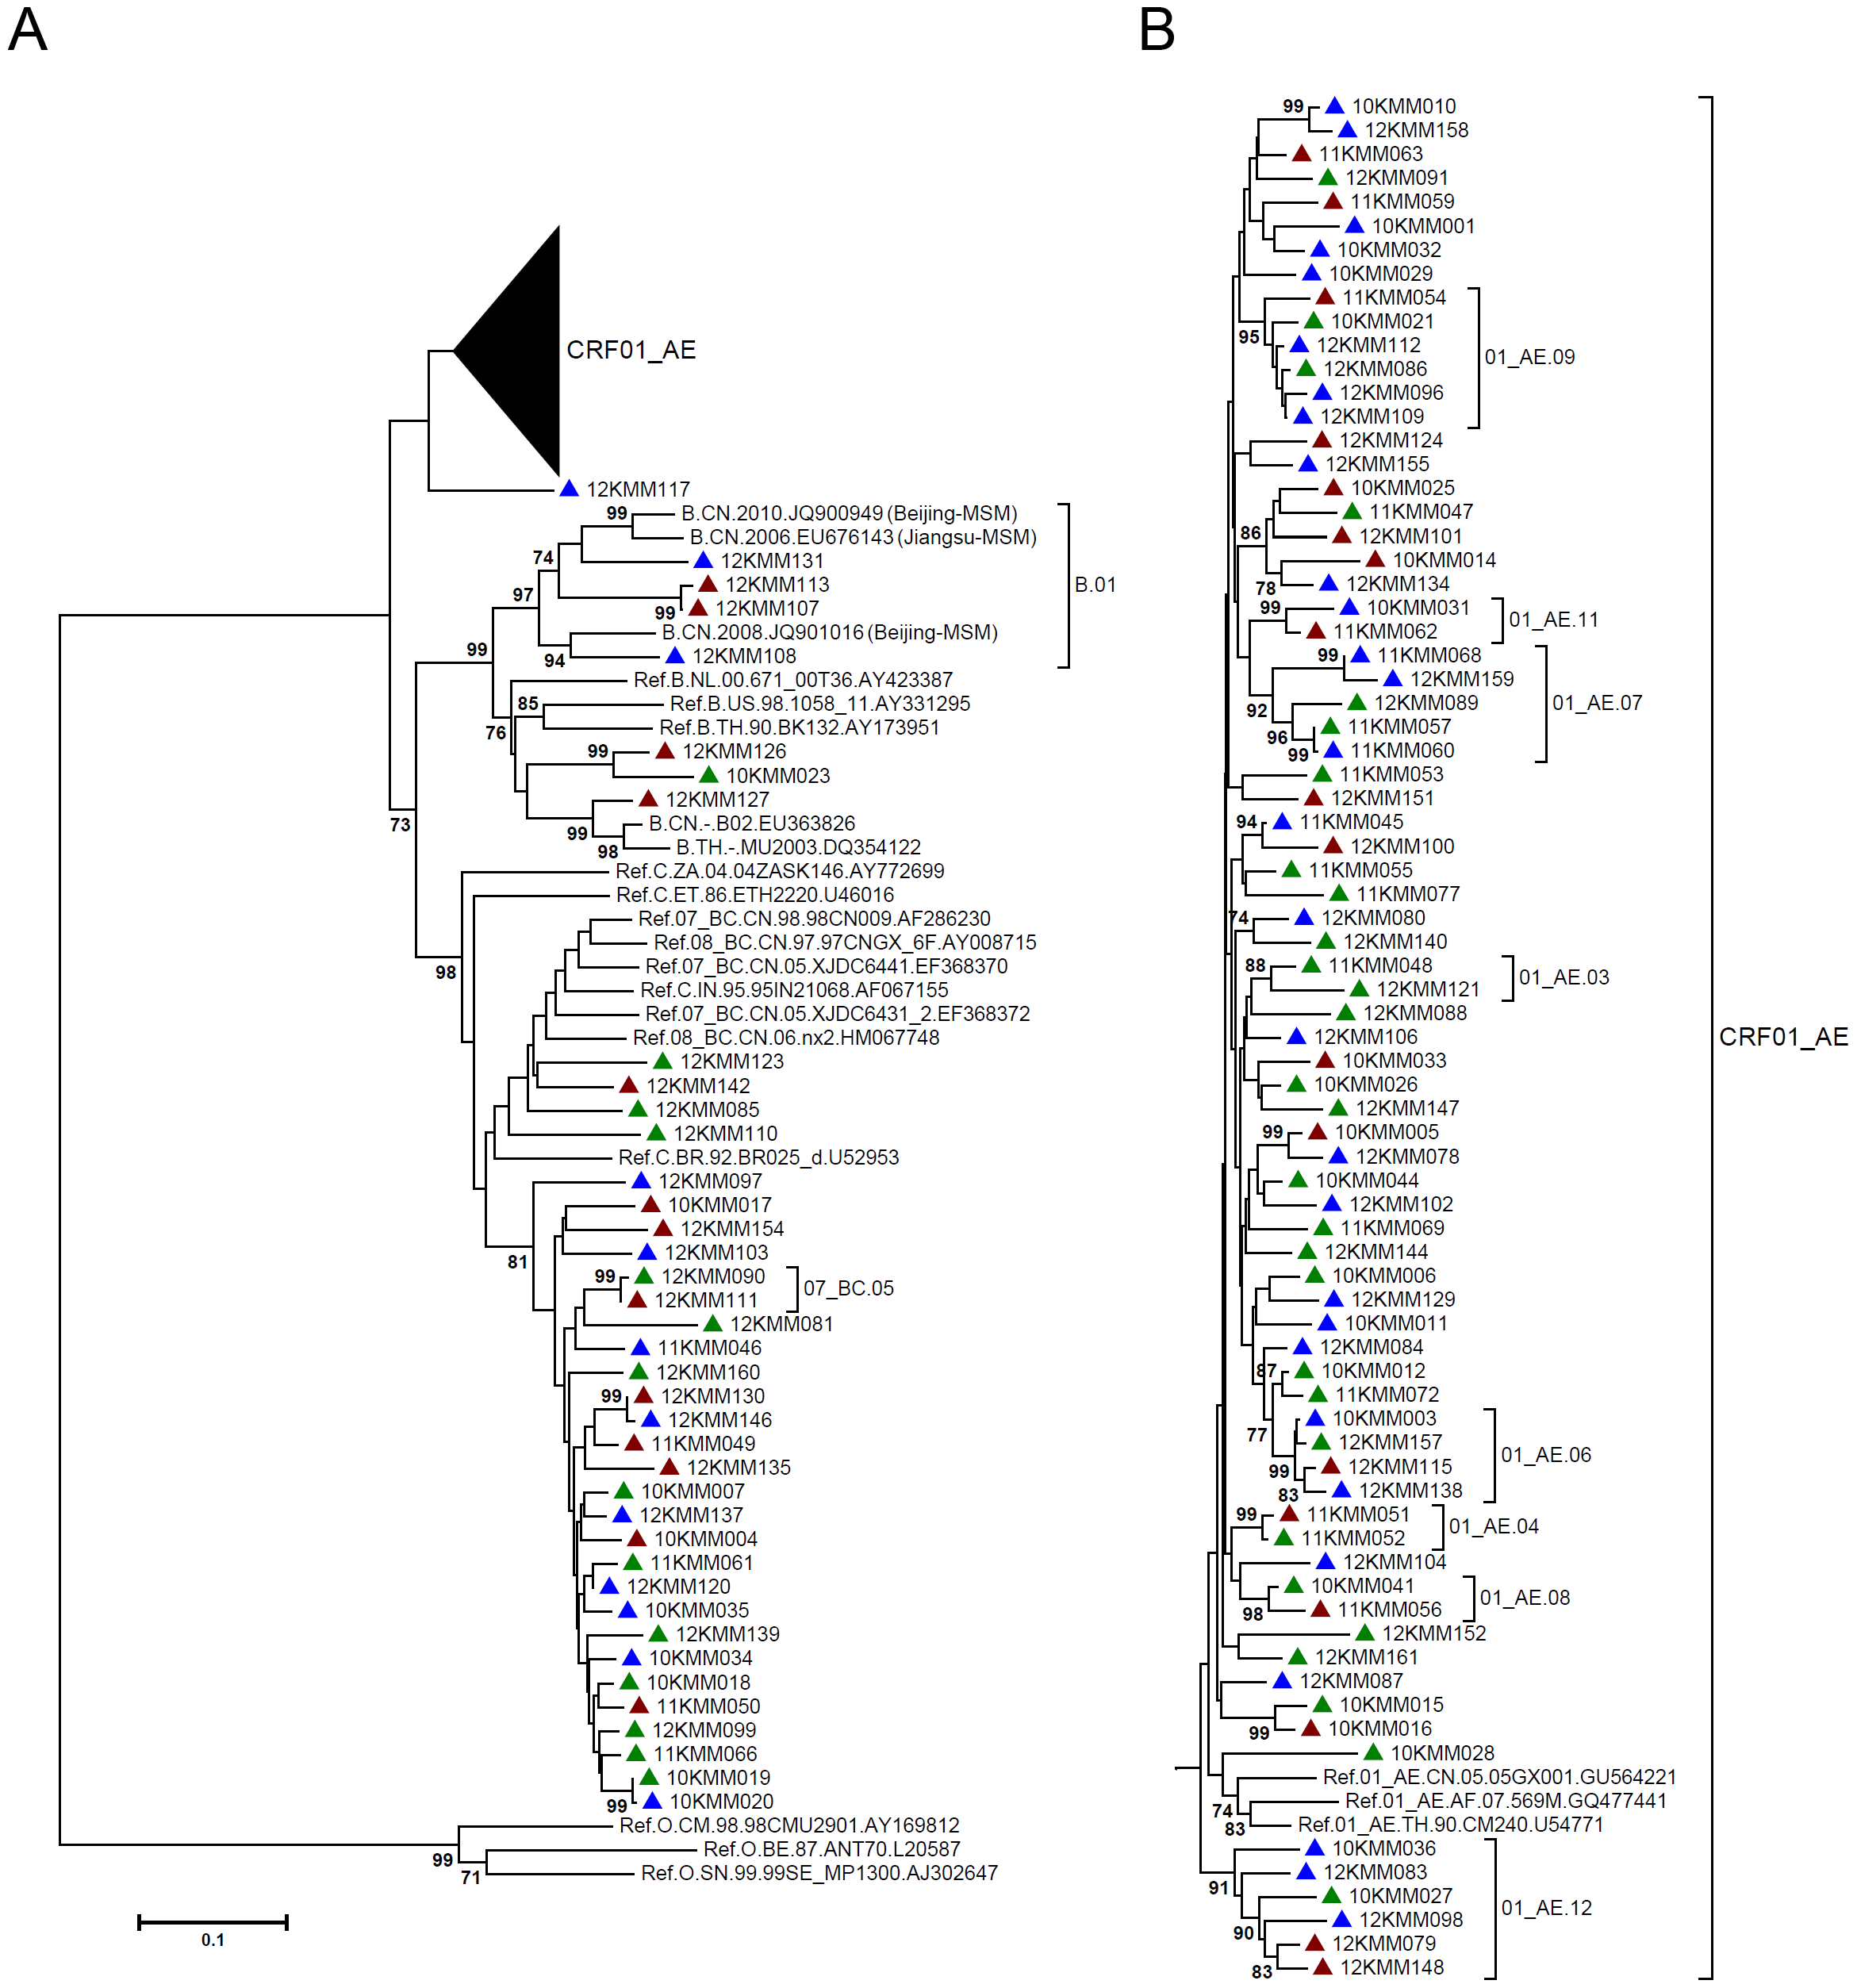 A
CRF01_AE
12KMM117
99
B.CN.2010.JQ900949 (Beijing-MSM)
B.CN.2006.EU676143 (Jiangsu-MSM)
74
12KMM131
97
12KMM113
99
12KMM107
B.01
B.CN.2008.JQ901016 (Beijing-MSM)
99
94
12KMM108
Ref.B.NL.00.671_00T36.AY423387
85
Ref.B.US.98.1058_11.AY331295
76
Ref.B.TH.90.BK132.AY173951
99
12KMM126
10KMM023
12KMM127
73
99
B.CN.-.B02.EU363826
98
B.TH.-.MU2003.DQ354122
Ref.C.ZA.04.04ZASK146.AY772699
Ref.C.ET.86.ETH2220.U46016
Ref.07_BC.CN.98.98CN009.AF286230
Ref.08_BC.CN.97.97CNGX_6F.AY008715
98
Ref.07_BC.CN.05.XJDC6441.EF368370
Ref.C.IN.95.95IN21068.AF067155
Ref.07_BC.CN.05.XJDC6431_2.EF368372
Ref.08_BC.CN.06.nx2.HM067748
12KMM123
12KMM142
12KMM085
12KMM110
Ref.C.BR.92.BR025_d.U52953
12KMM097
10KMM017
12KMM154
81
12KMM103
99
12KMM090
12KMM111
07_BC.05
12KMM081
11KMM046
12KMM160
99
12KMM130
12KMM146
11KMM049
12KMM135
10KMM007
12KMM137
10KMM004
11KMM061
12KMM120
10KMM035
12KMM139
10KMM034
10KMM018
11KMM050
12KMM099
11KMM066
10KMM019
99
10KMM020
Ref.O.CM.98.98CMU2901.AY169812
99
Ref.O.BE.87.ANT70.L20587
71
Ref.O.SN.99.99SE_MP1300.AJ302647
0.1
B
99
10KMM010
12KMM158
11KMM063
12KMM091
11KMM059
10KMM001
10KMM032
10KMM029
11KMM054
95
10KMM021
12KMM112
01_AE.09
12KMM086
12KMM096
12KMM109
12KMM124
12KMM155
10KMM025
11KMM047
86
12KMM101
10KMM014
78
12KMM134
99
10KMM031
01_AE.11
11KMM062
99
11KMM068
12KMM159
01_AE.07
92
12KMM089
96
11KMM057
99
11KMM060
11KMM053
12KMM151
94
11KMM045
12KMM100
11KMM055
11KMM077
74
12KMM080
12KMM140
88
11KMM048
01_AE.03
12KMM121
12KMM088
12KMM106
CRF01_AE
10KMM033
10KMM026
12KMM147
99
10KMM005
12KMM078
10KMM044
12KMM102
11KMM069
12KMM144
10KMM006
12KMM129
10KMM011
12KMM084
87
10KMM012
11KMM072
10KMM003
77
12KMM157
01_AE.06
99
12KMM115
83
12KMM138
99
11KMM051
01_AE.04
11KMM052
12KMM104
10KMM041
01_AE.08
98
11KMM056
12KMM152
12KMM161
12KMM087
10KMM015
99
10KMM016
10KMM028
Ref.01_AE.CN.05.05GX001.GU564221
74
Ref.01_AE.AF.07.569M.GQ477441
83
Ref.01_AE.TH.90.CM240.U54771
10KMM036
91
12KMM083
10KMM027
01_AE.12
90
12KMM098
12KMM079
83
12KMM148